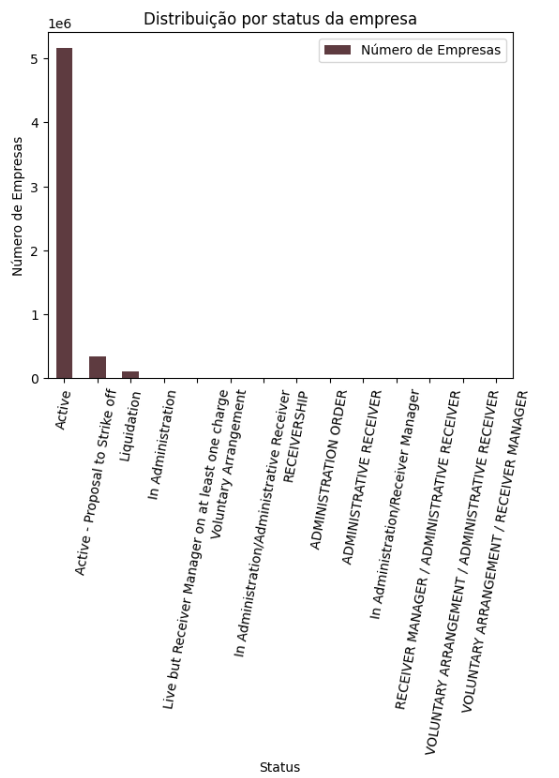 Distribuição por status da empresa
1e6
Número de Empresas
Número de Empresas
5
4
3
2
1
0
Active
Active - Proposal to Strike off
Liquidation
In Administration
Live but Receiver Manager on at least one charge
Voluntary Arrangement
In Administration/Administrative Receiver
RECEIVERSHIP
ADMINISTRATION ORDER
ADMINISTRATIVE RECEIVER
In Administration/Receiver Manager
RECEIVER MANAGER / ADMINISTRATIVE RECEIVER
VOLUNTARY ARRANGEMENT / ADMINISTRATIVE RECEIVER
VOLUNTARY ARRANGEMENT / RECEIVER MANAGER
Status